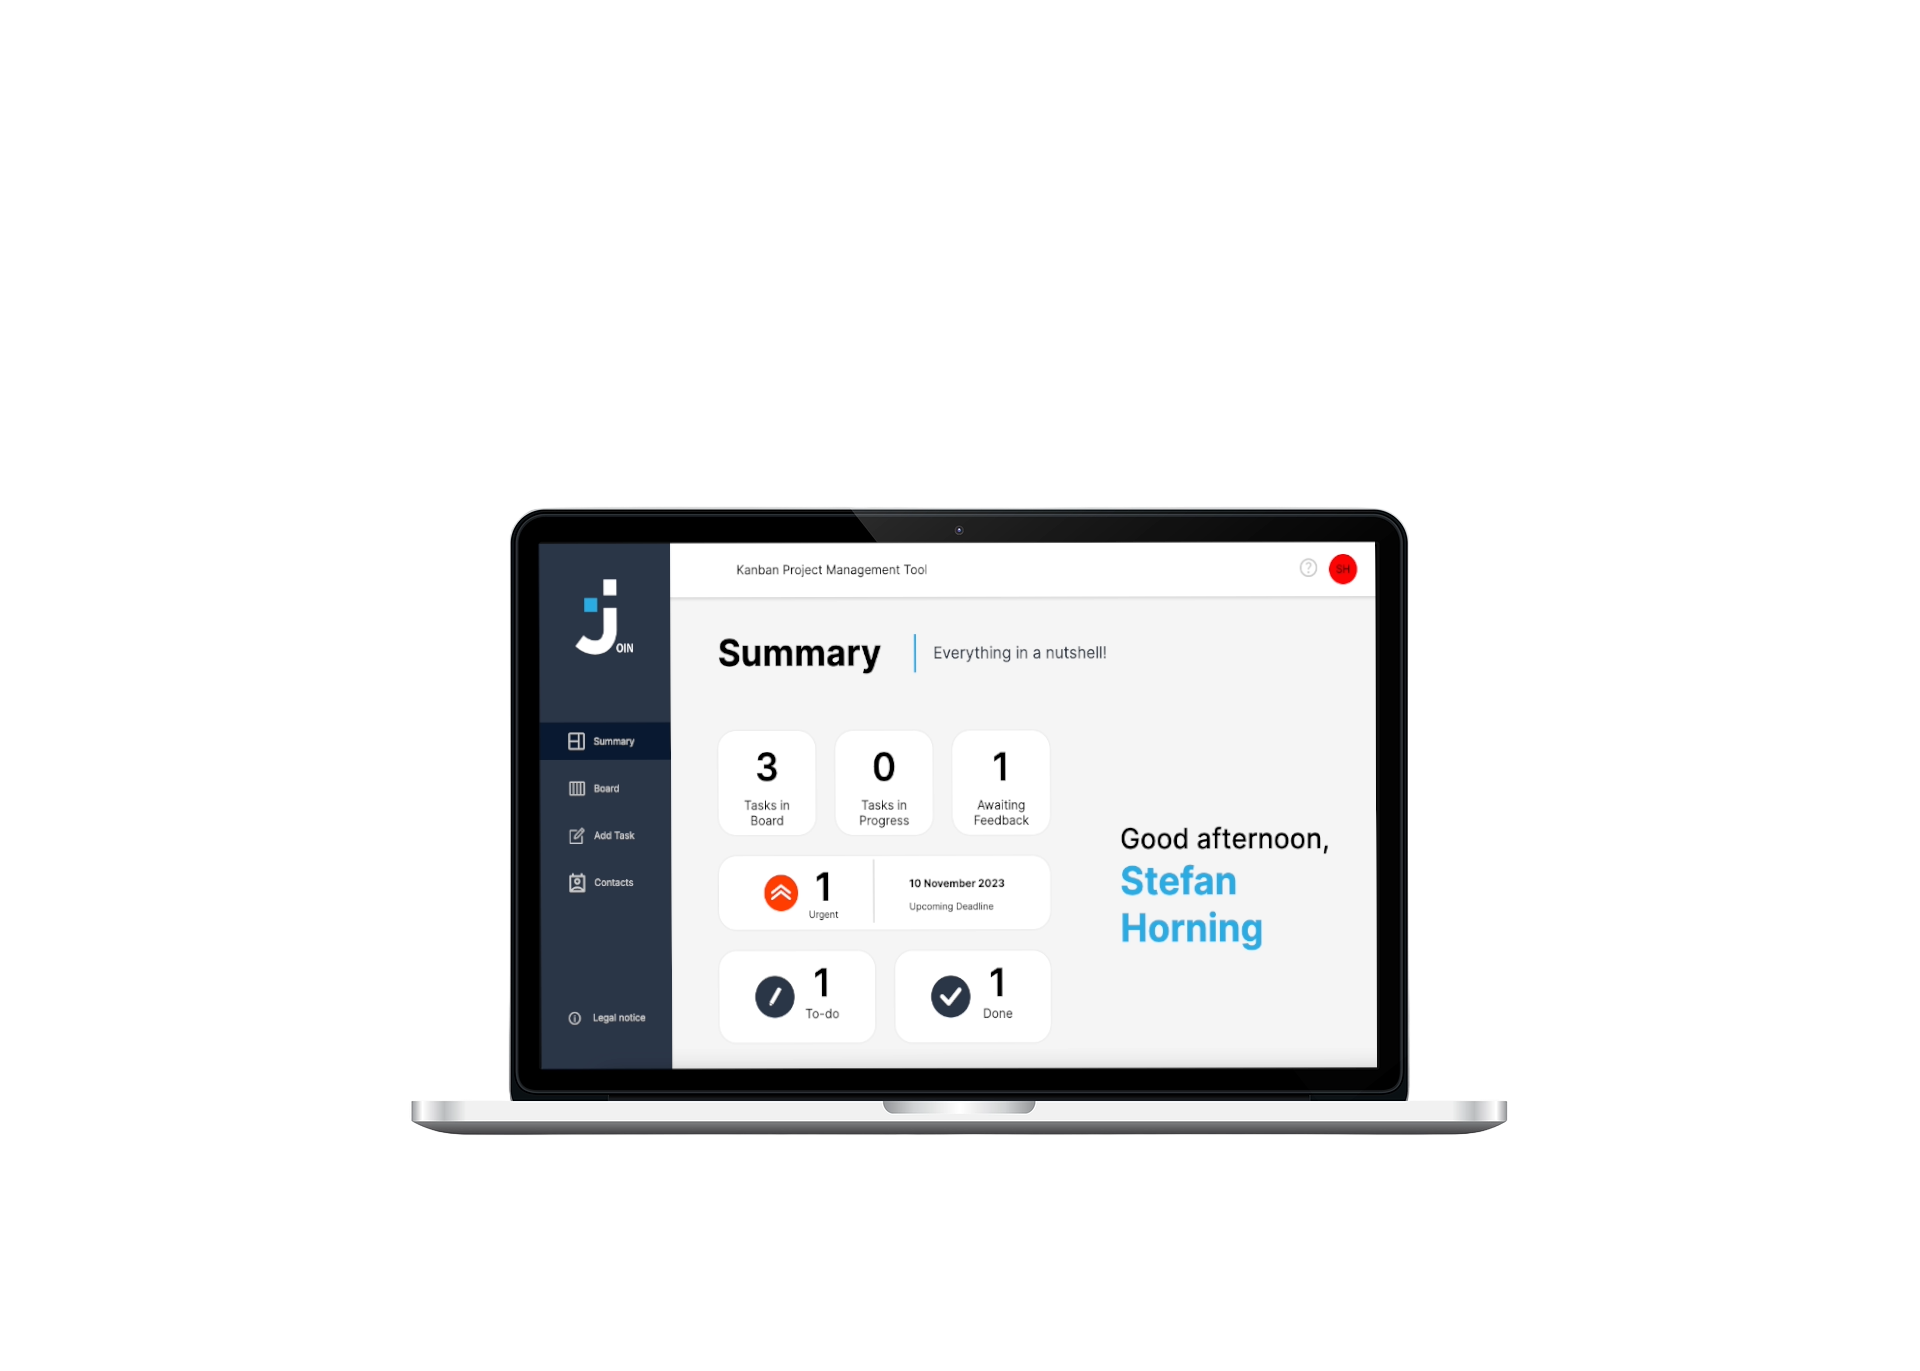 Kanban Project Management Tool
SH
JOIN
Summary
Everything in a nutshell!
Summary
Board
Add Task
Contacts
Legal notice
3
Tasks in
Board
0
Tasks in
Progress
1
Awaiting
Feedback
1
Urgent
10 November 2023
Upcoming Deadline
1
To-do
1
Done
Good afternoon,
Stefan
Horning